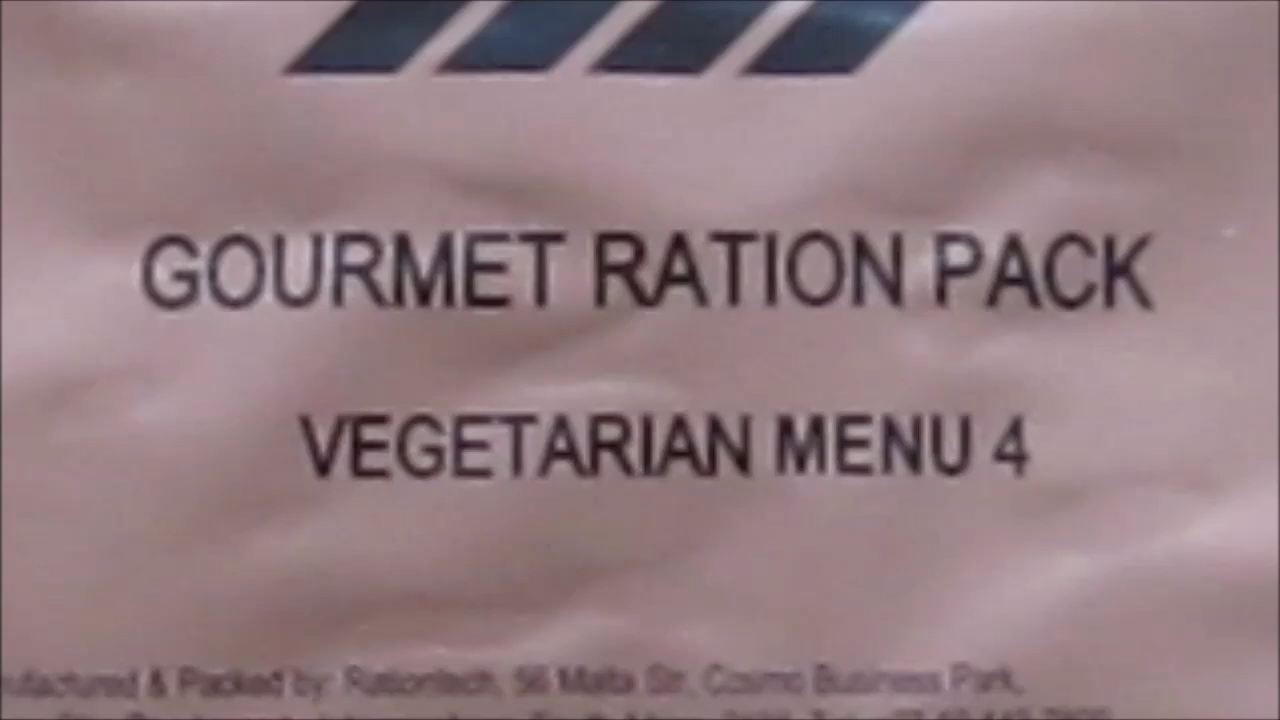 GOURMET RATION PACK
VEGETARIAN MENU 4
& Packed by: Rationtech, 56 Malta Str, Cosmo Business Park,